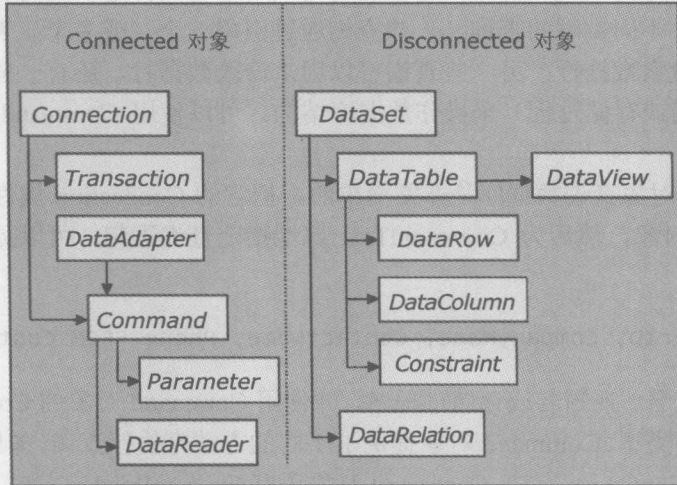 Connected 对象
Connection
Transaction
DataAdapter
Command
Parameter
DataReader
Disconnected 对象
DataSet
DataTable
DataView
DataRow
DataColumn
Constraint
DataRelation